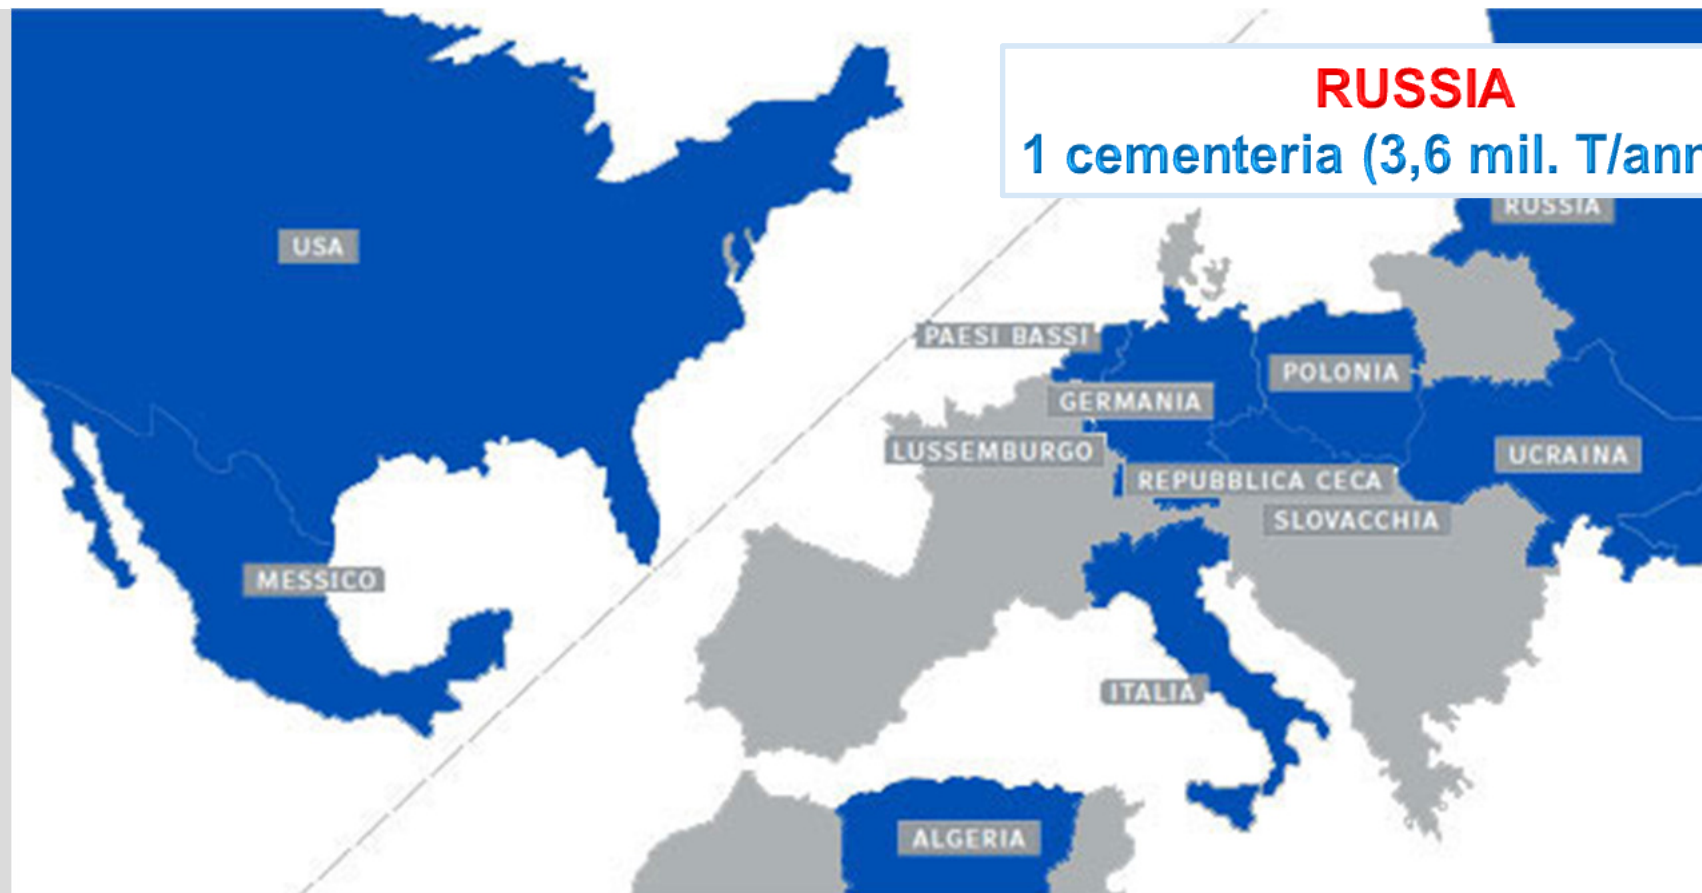 RUSSIA
1 cementeria (3,6 mil. T/ann
RUSSIA
USA
PAESI BASSI
POLONIA
GERMANIA
LUSSEMBURGO
UCRAINA
REPUBBLICA CECA
SLOVACCHIA
MESSICO
ITALIA
ALGERIA